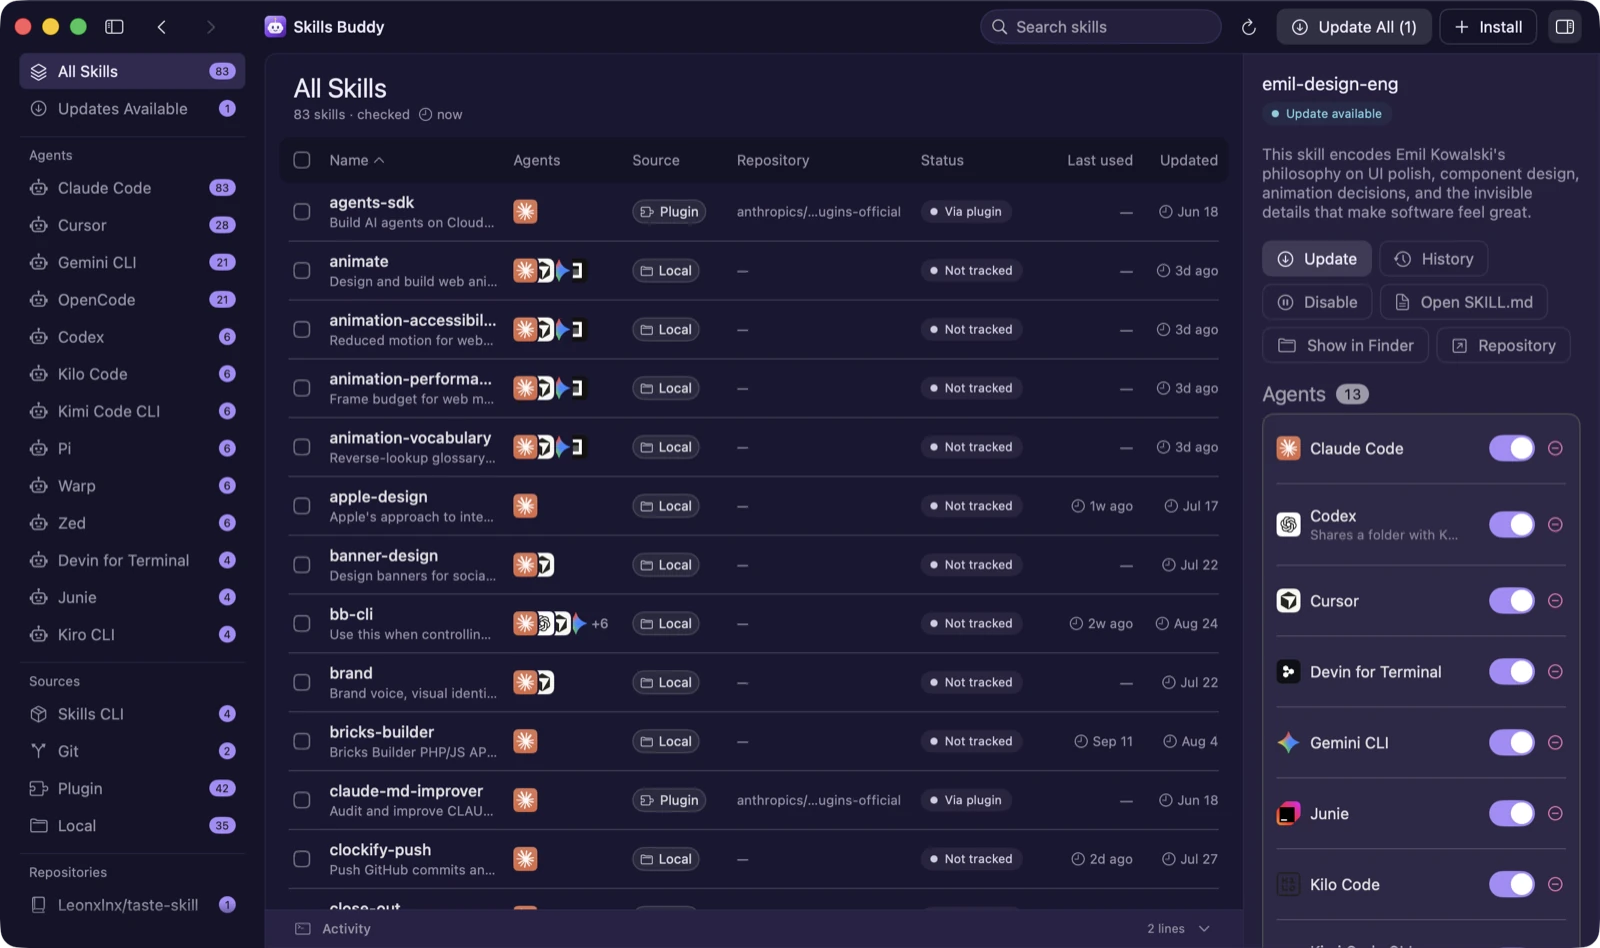 Skills Buddy
Search skills
Update All (1)
Install
All Skills 83
Updates Available 1
Agents
Claude Code 83
Cursor 28
Gemini CLI 21
OpenCode 21
Codex 6
Kilo Code 6
Kimi Code CLI 6
Pi 6
Warp 6
Zed 6
Devin for Terminal 4
Junie 4
Kiro CLI 4
Sources
Skills CLI 4
Git 2
Plugin 42
Local 35
Repositories
Leonxlnx/taste-skill 1
All Skills
83 skills · checked now
Name Agents Source Repository Status Last used Updated
agents-sdk
Build AI agents on Cloud...
Plugin anthropics/...ugins-official Via plugin — Jun 18
animate
Design and build web ani...
Local — Not tracked — 3d ago
animation-accessibil...
Reduced motion for web...
Local — Not tracked — 3d ago
animation-performa...
Frame budget for web m...
Local — Not tracked — 3d ago
animation-vocabulary
Reverse-lookup glossary...
Local — Not tracked — 3d ago
apple-design
Apple's approach to inte...
Local — Not tracked 1w ago Jul 17
banner-design
Design banners for socia...
Local — Not tracked — Jul 22
bb-cli
Use this when controllin...
+6 Local — Not tracked 2w ago Aug 24
brand
Brand voice, visual identi...
Local — Not tracked — Jul 22
bricks-builder
Bricks Builder PHP/JS AP...
Local — Not tracked Sep 11 Aug 4
claude-md-improver
Audit and improve CLAU...
Plugin anthropics/...ugins-official Via plugin — Jun 18
clockify-push
Push GitHub commits an...
Local — Not tracked 2d ago Jul 27
close-out
Activity 2 lines
emil-design-eng
Update available
This skill encodes Emil Kowalski's
philosophy on UI polish, component design,
animation decisions, and the invisible
details that make software feel great.
Update History
Disable Open SKILL.md
Show in Finder Repository
Agents 13
Claude Code
Codex
Shares a folder with K...
Cursor
Devin for Terminal
Gemini CLI
Junie
Kilo Code